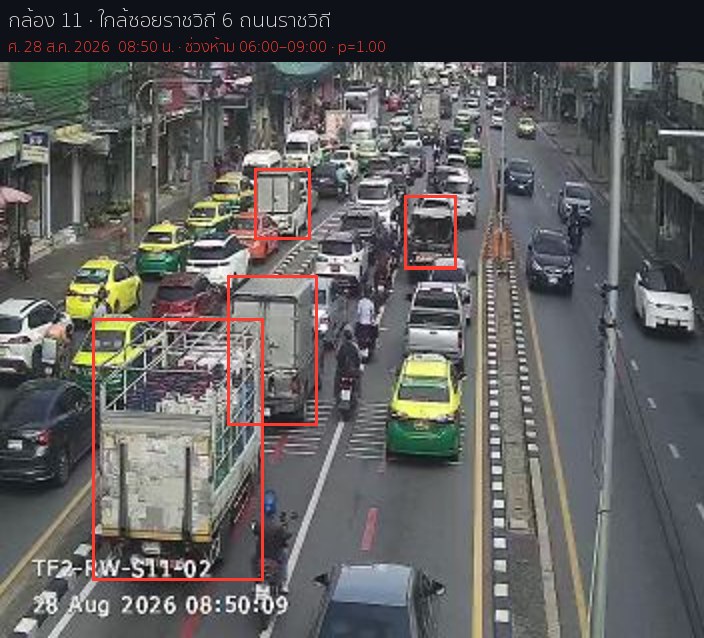 กล้อง 11 · ใกล้ซอยราชวิถี 6 ถนนราชวิถี
ศ. 28 ส.ค. 2026 08:50 น. · ช่วงห้าม 06:00–09:00 · p=1.00
TF2-RW-S11-02
28 Aug 2026 08:50:09